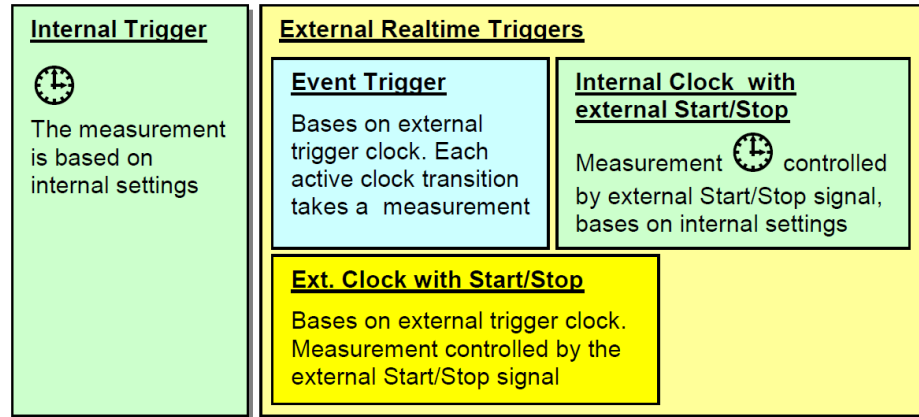 Internal Trigger
The measurement
is based on
internal settings
External Realtime Triggers
Event Trigger
Bases on external
trigger clock. Each
active clock transition
takes a measurement
Internal Clock with
external Start/Stop
Measurement controlled
by external Start/Stop signal,
bases on internal settings
Ext. Clock with Start/Stop
Bases on external trigger clock.
Measurement controlled by the
external Start/Stop signal